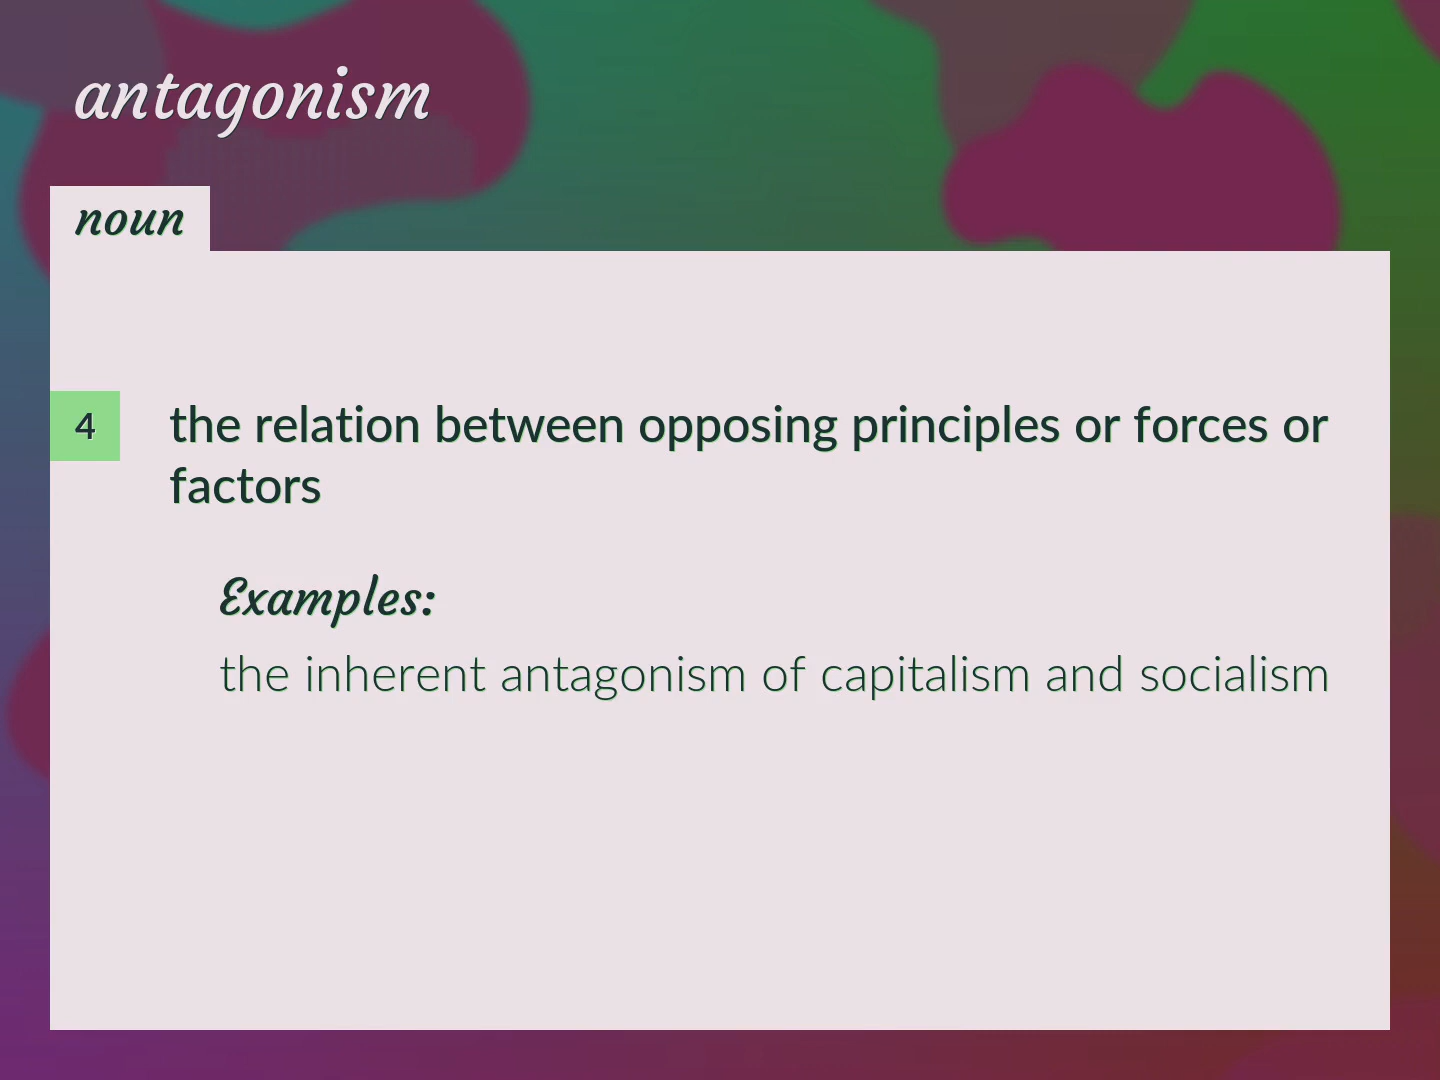 antagonism
noun
4
the relation between opposing principles or forces or
factors
Examples:
the inherent antagonism of capitalism and socialism